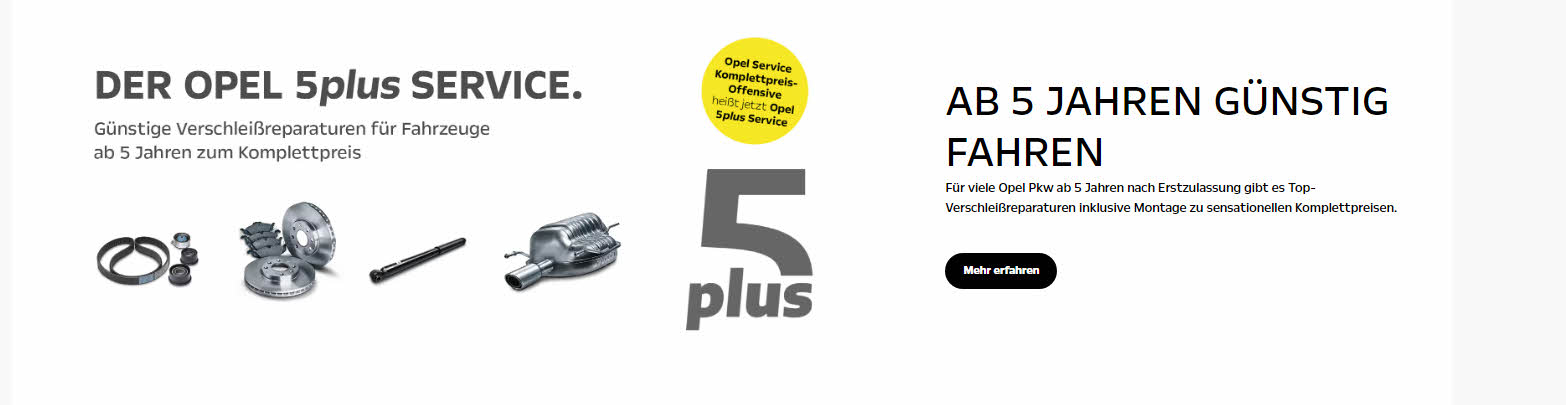 DER OPEL 5plus SERVICE.
Günstige Verschleißreparaturen für Fahrzeuge
ab 5 Jahren zum Komplettpreis
Opel Service
Komplettpreis-
Offensive
heißt jetzt Opel
5plus Service
5
plus
AB 5 JAHREN GÜNSTIG
FAHREN
Für viele Opel Pkw ab 5 Jahren nach Erstzulassung gibt es Top-
Verschleißreparaturen inklusive Montage zu sensationellen Komplettpreisen.
Mehr erfahren